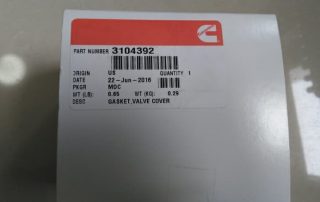 PART NUMBER 3104392
ORIGIN US QUANTITY 1
DATE 22-Jun-2016
PKGR MDC
WT (LB): 0.65 WT (KG): 0.29
DESC GASKET,VALVE COVER